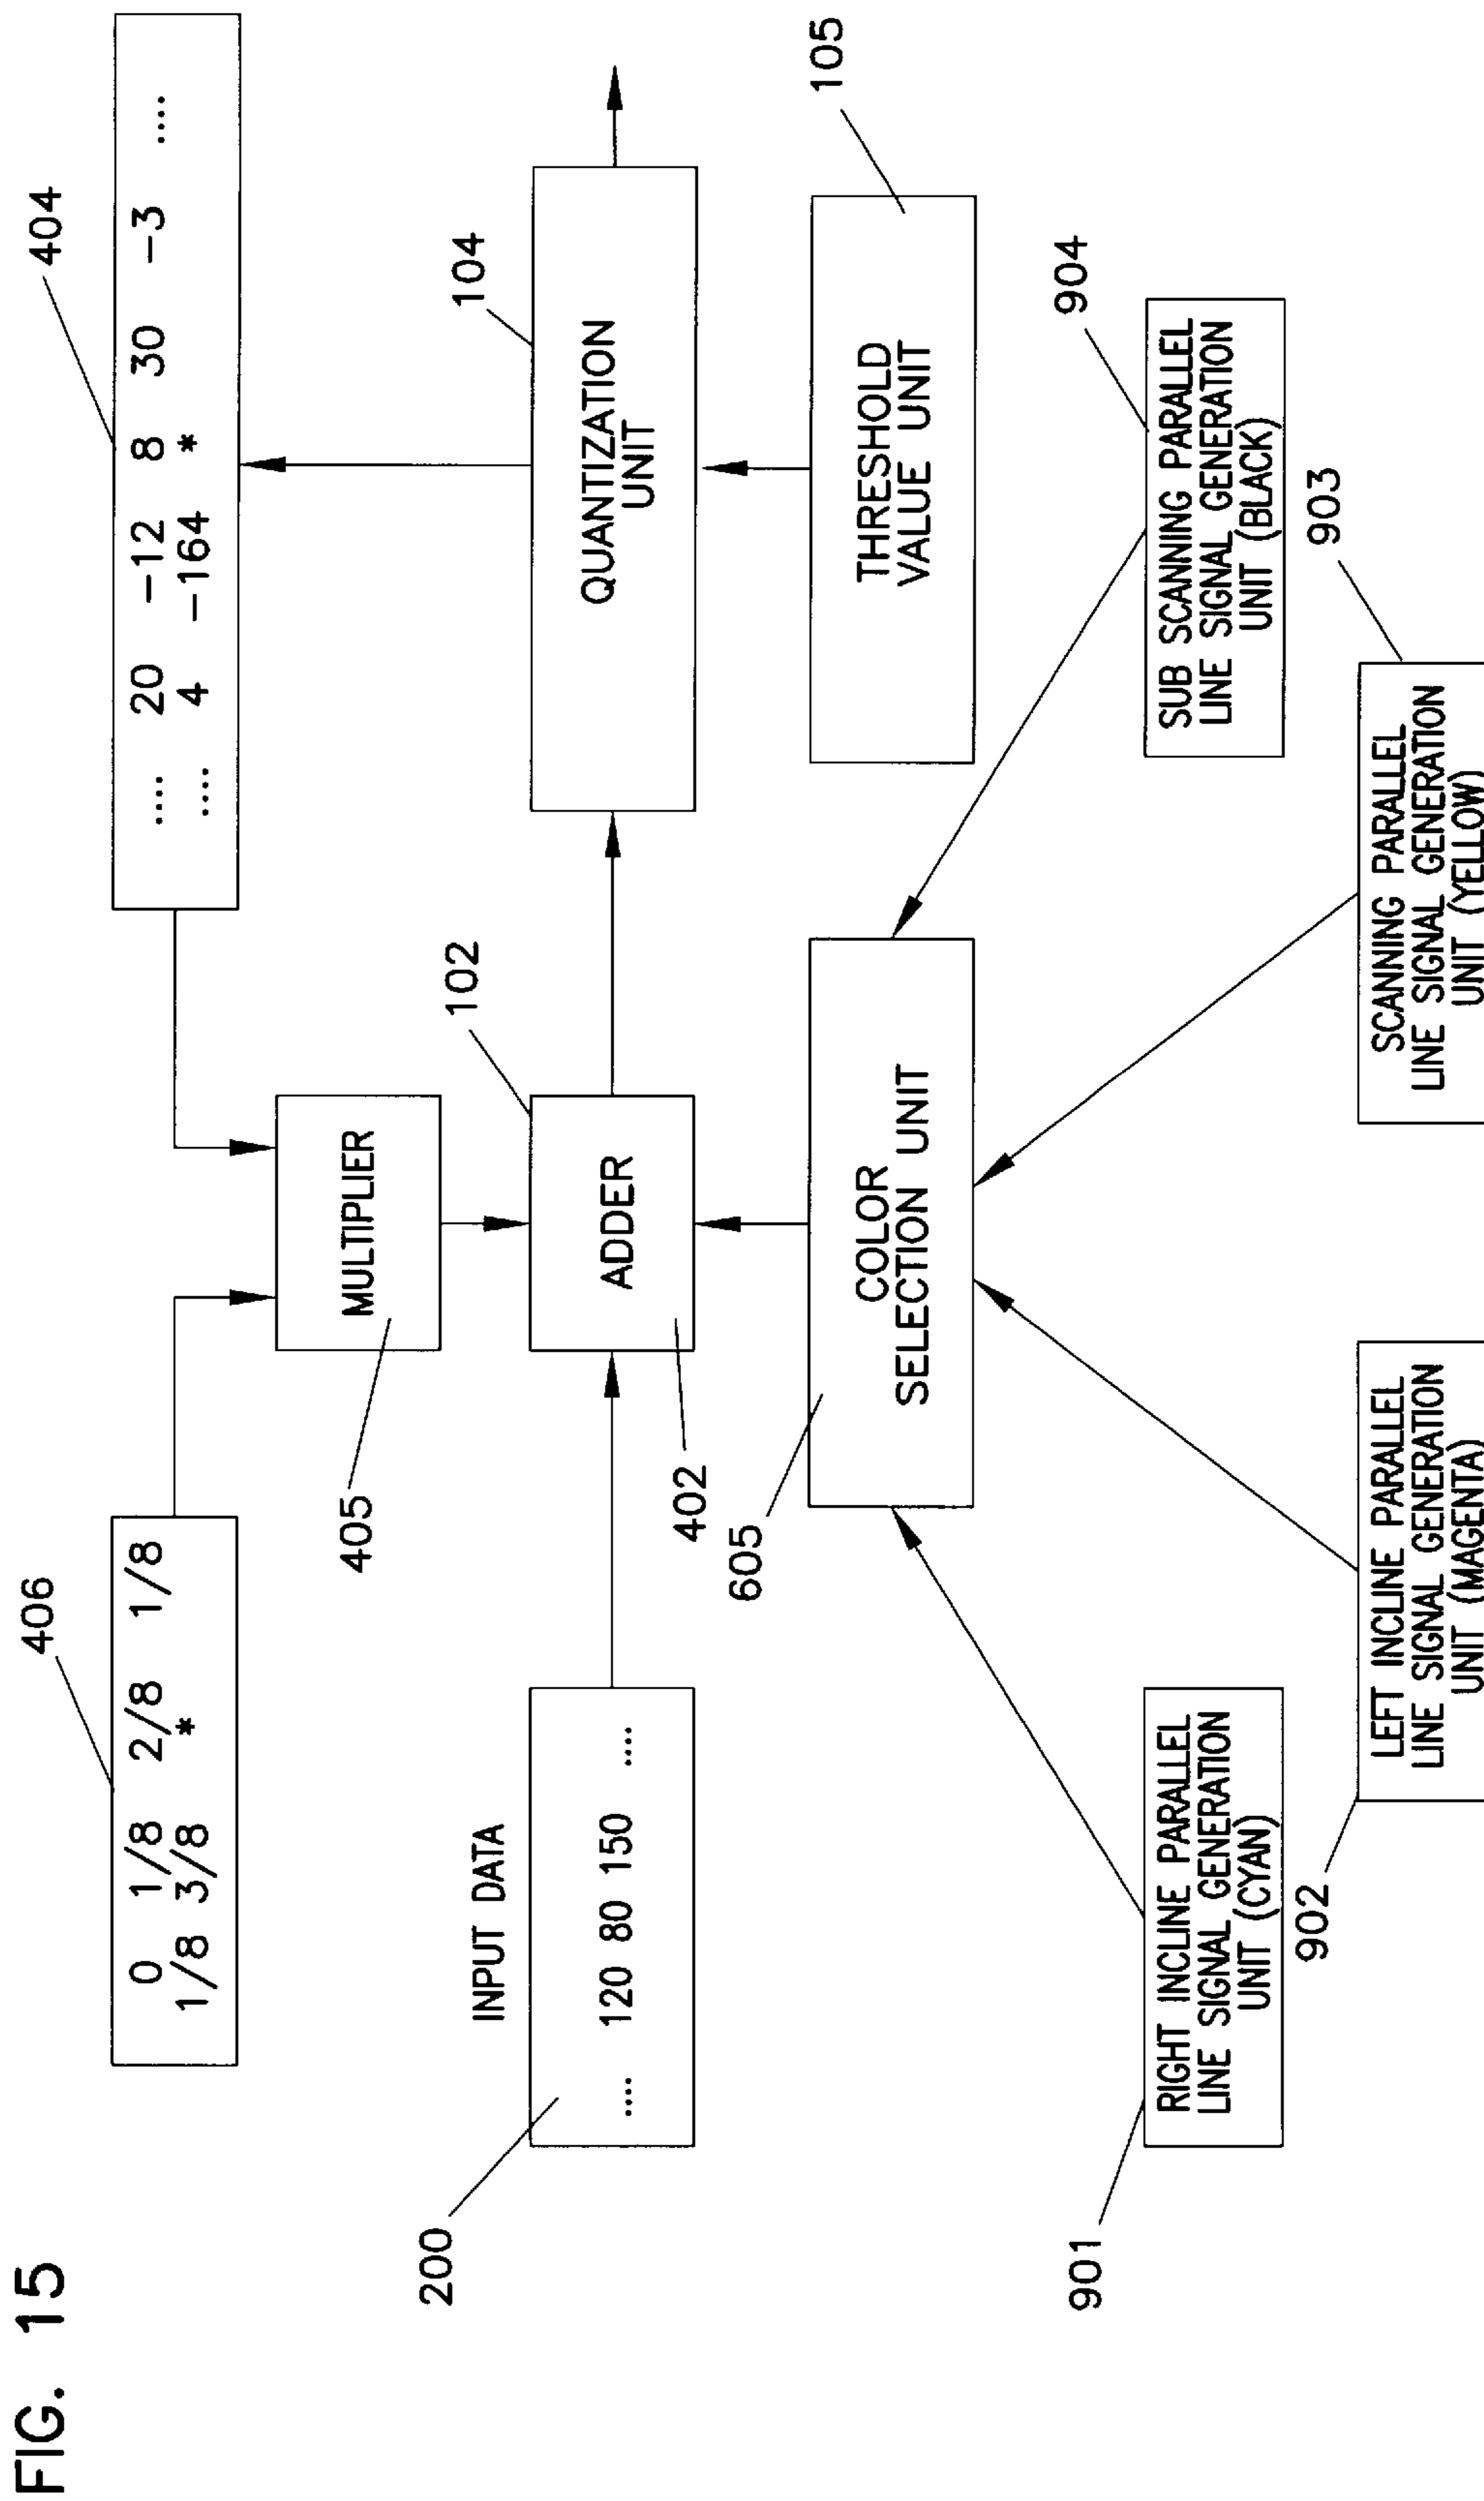 FIG. 15
406
0 1/8 2/8 1/8
1/8 3/8 *
404
.... 20 -12 8 30 -3 ....
.... 4 -164 *
405
MULTIPLIER
INPUT DATA
200
.... 120 80 150 ....
102
ADDER
402
104
QUANTIZATION
UNIT
605
COLOR
SELECTION UNIT
105
THRESHOLD
VALUE UNIT
901
RIGHT INCLINE PARALLEL
LINE SIGNAL GENERATION
UNIT (CYAN)
904
SUB SCANNING PARALLEL
LINE SIGNAL GENERATION
UNIT (BLACK)
902
LEFT INCLINE PARALLEL
LINE SIGNAL GENERATION
UNIT (MAGENTA)
903
SCANNING PARALLEL
LINE SIGNAL GENERATION
UNIT (YELLOW)